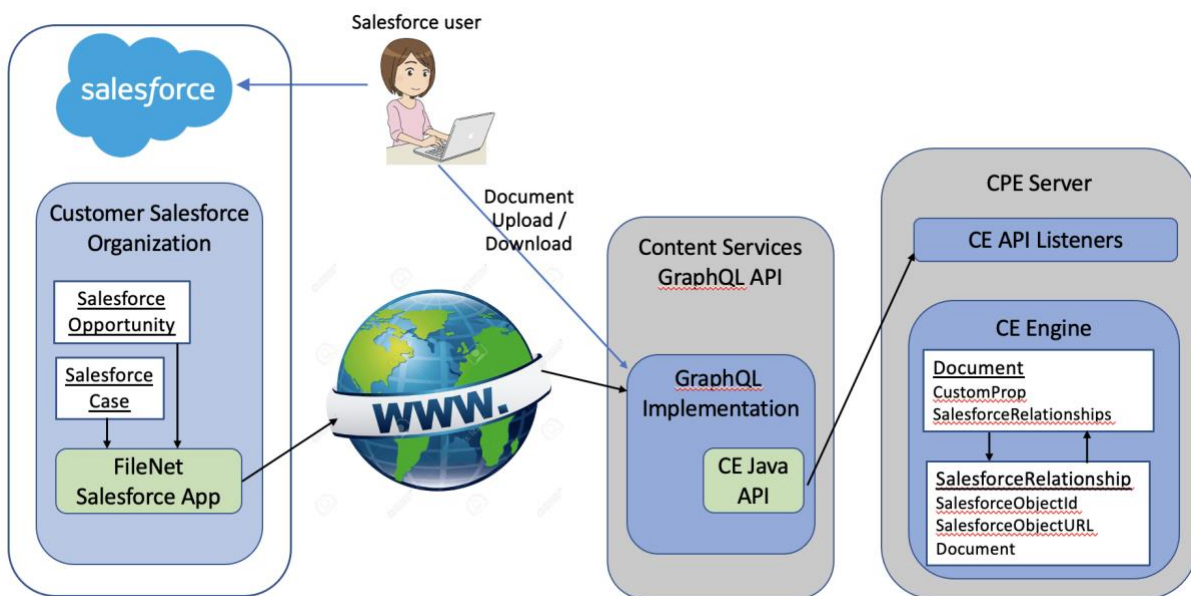 Salesforce user
salesforce
Customer Salesforce
Organization
Salesforce
Opportunity
Salesforce
Case
FileNet
Salesforce App
Document
Upload /
Download
WWW.
Content Services
GraphQL API
GraphQL
Implementation
CE Java
API
CPE Server
CE API Listeners
CE Engine
Document
CustomProp
SalesforceRelationships
SalesforceRelationship
SalesforceObjectId
SalesforceObjectURL
Document